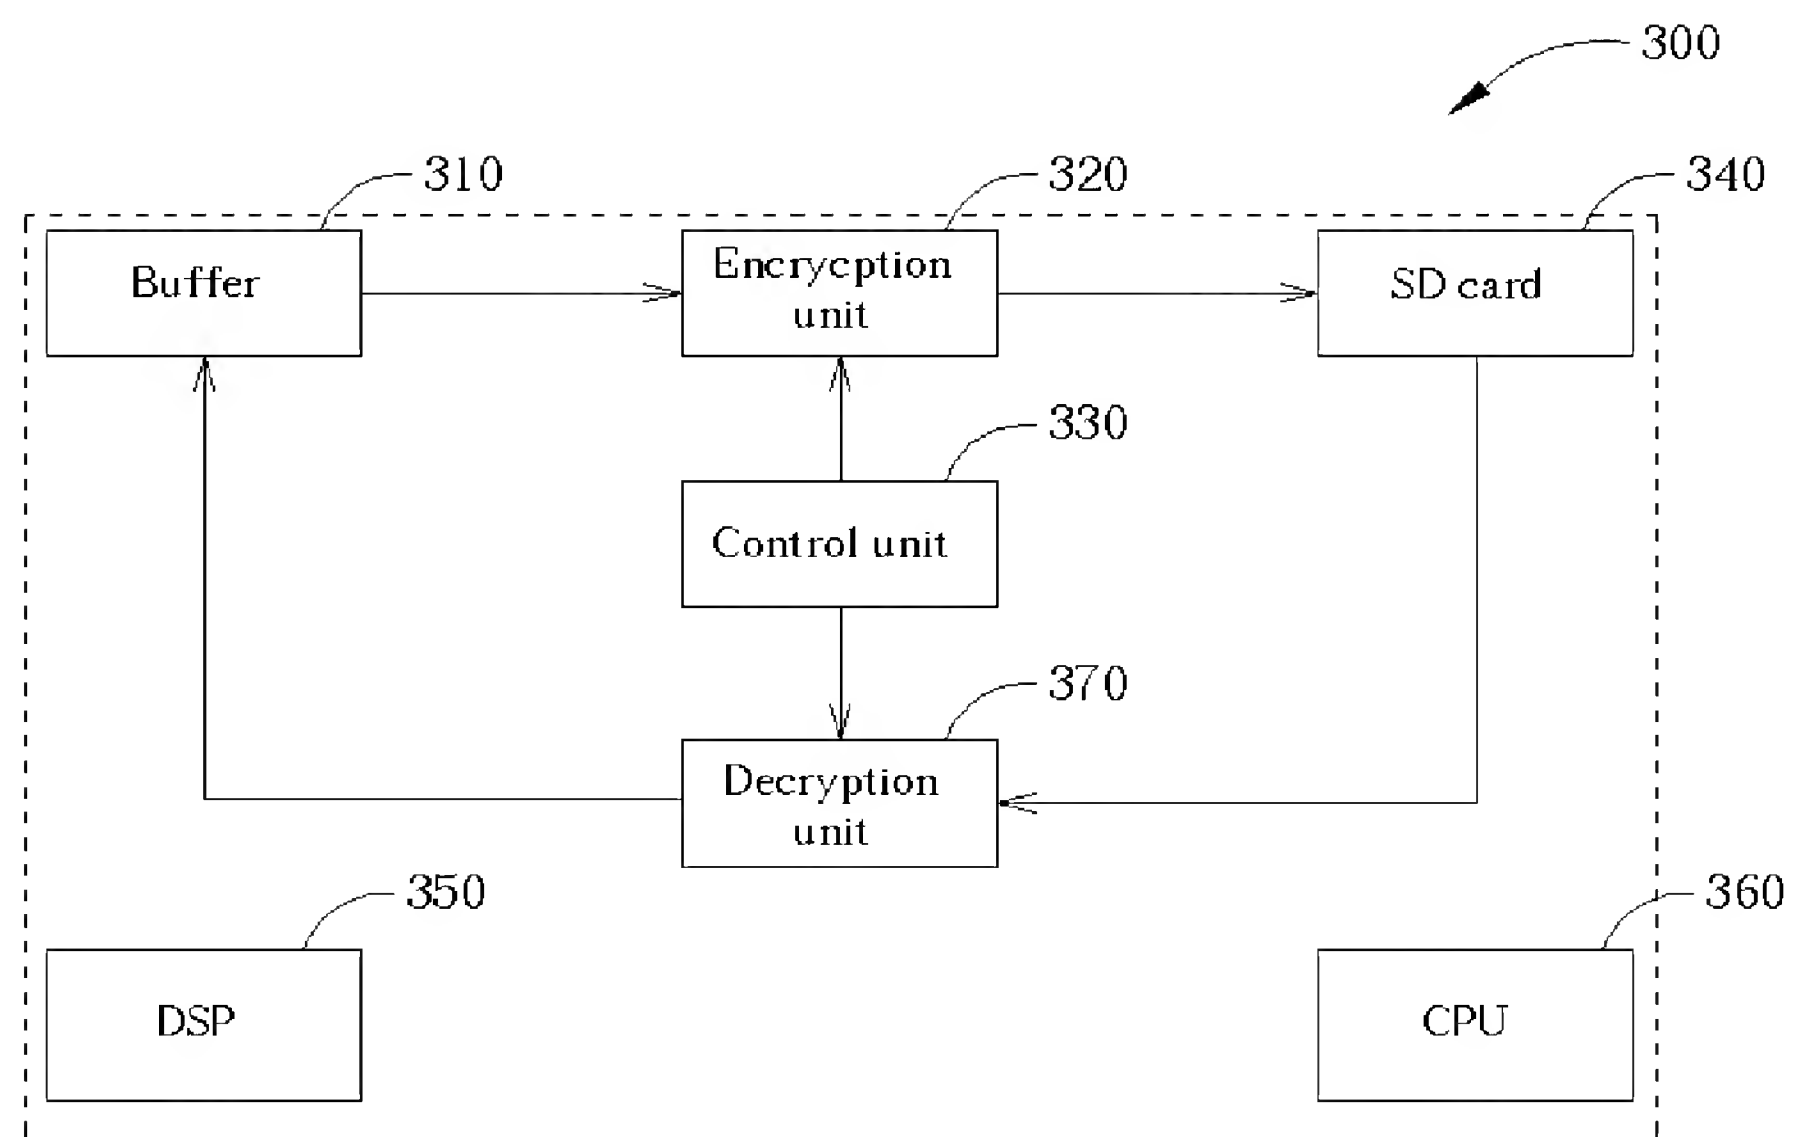 300
310
320
340
Buffer
Encrycption
unit
SD card
330
Control unit
370
Decryption
unit
350
360
DSP
CPU